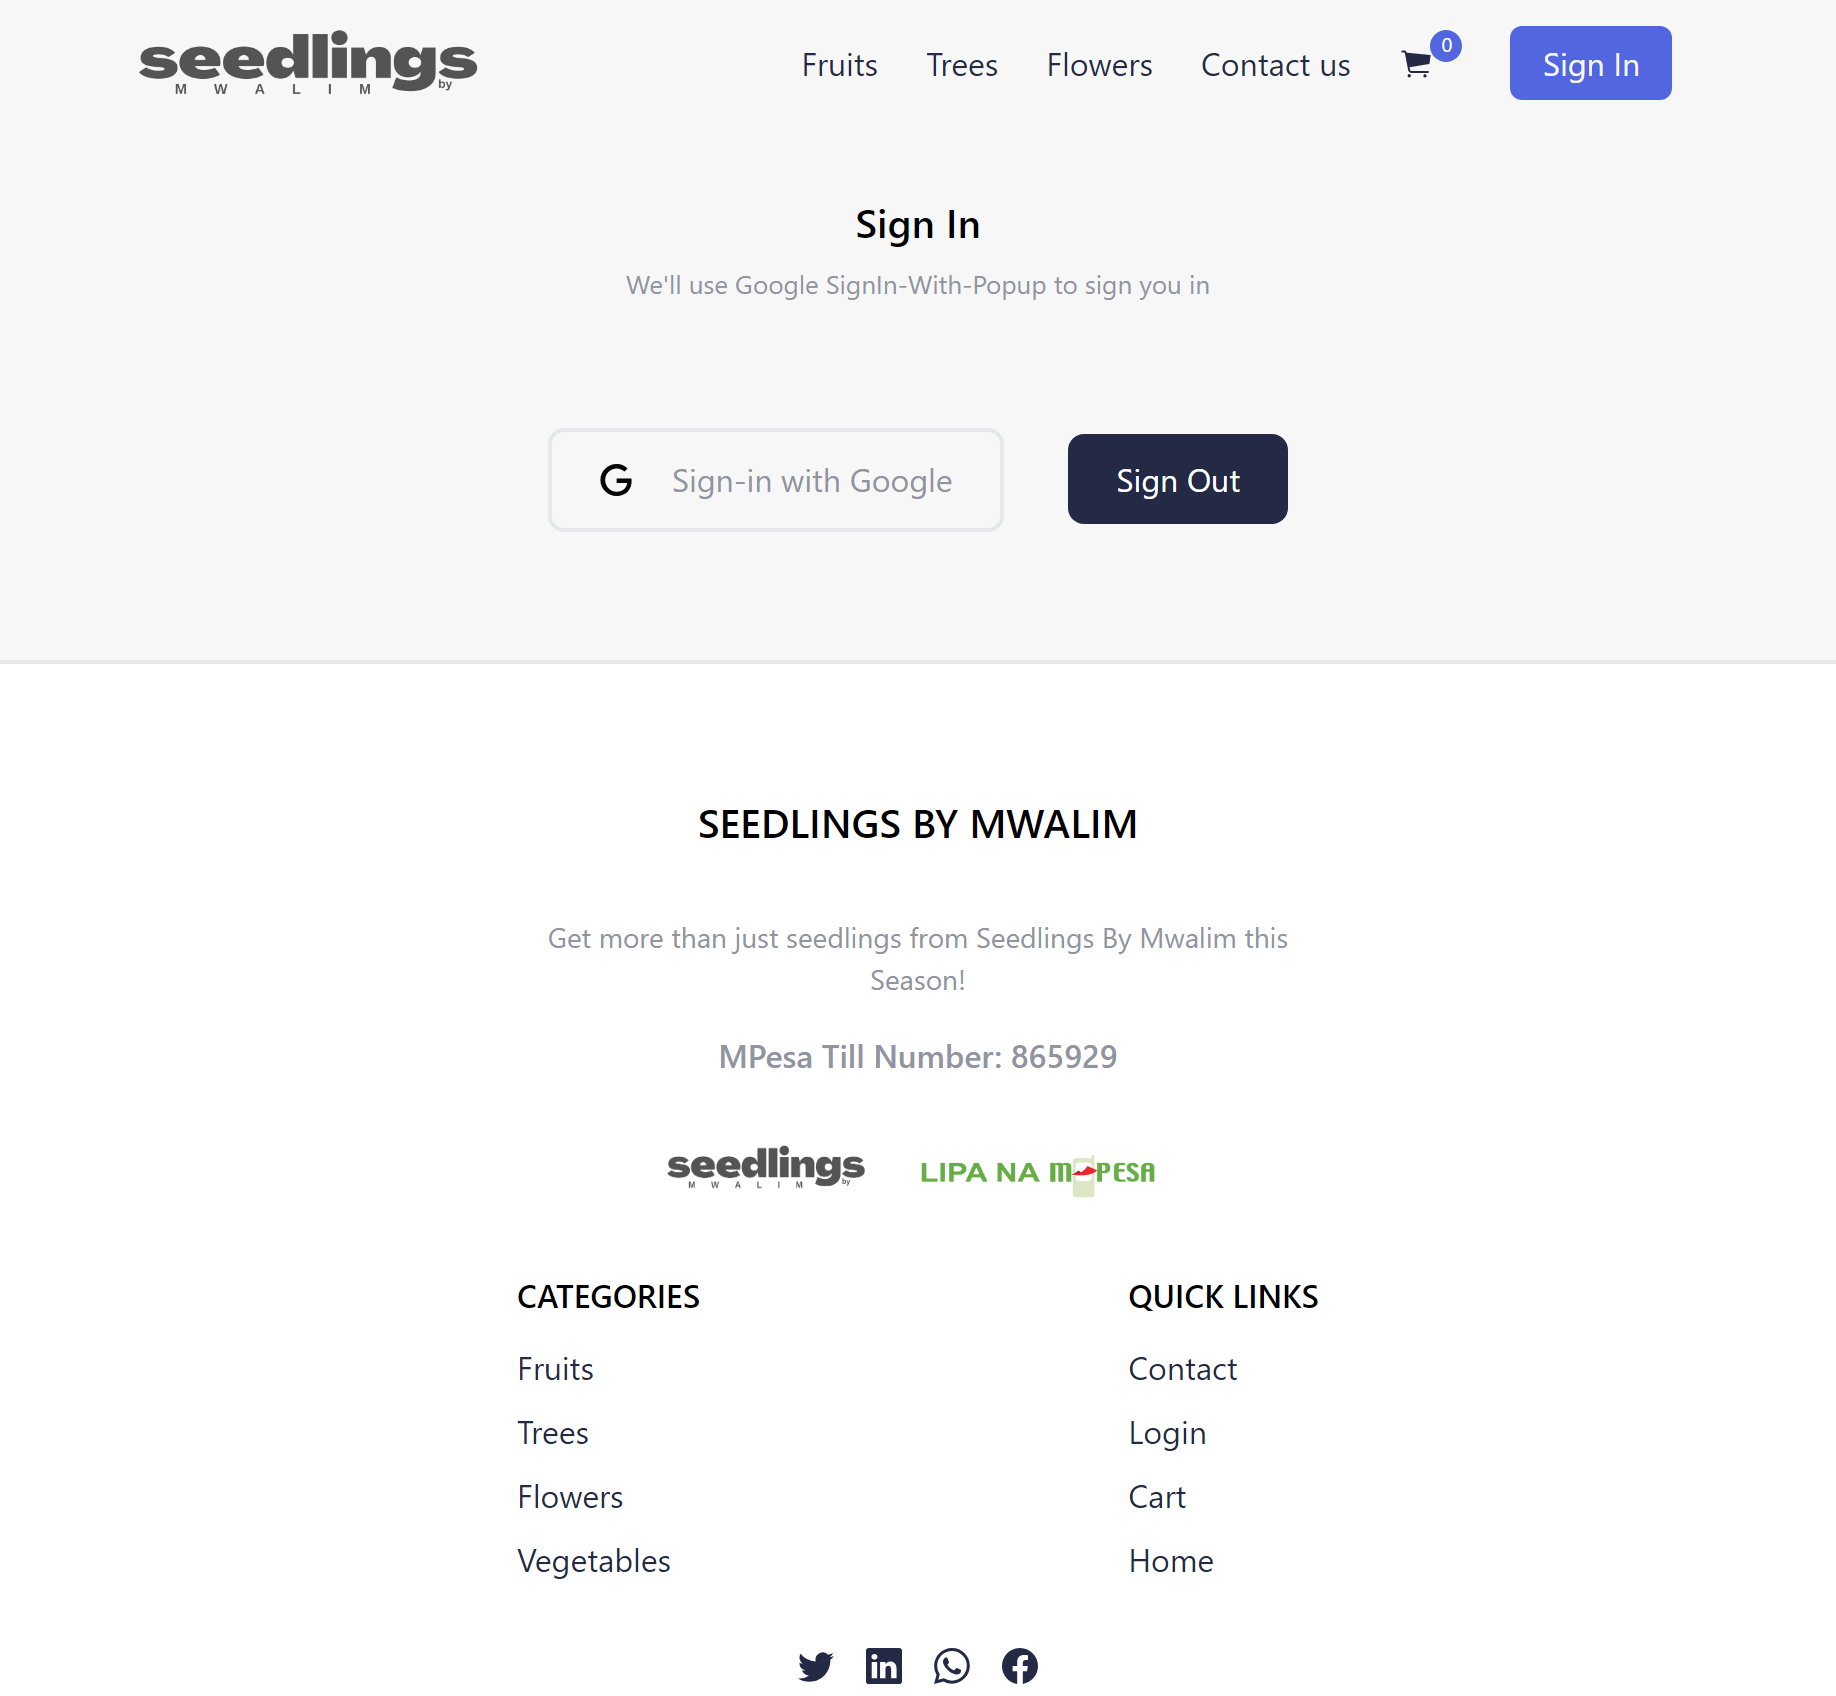 seedlings
by
MWALIM
Fruits
Trees
Flowers
Contact us
0
Sign In
Sign In
We'll use Google SignIn-With-Popup to sign you in
G
Sign-in with Google
Sign Out
SEEDLINGS BY MWALIM
Get more than just seedlings from Seedlings By Mwalim this
Season!
MPesa Till Number: 865929
seedlings
by
MWALIM
LIPA NA M-PESA
CATEGORIES
Fruits
Trees
Flowers
Vegetables
QUICK LINKS
Contact
Login
Cart
Home